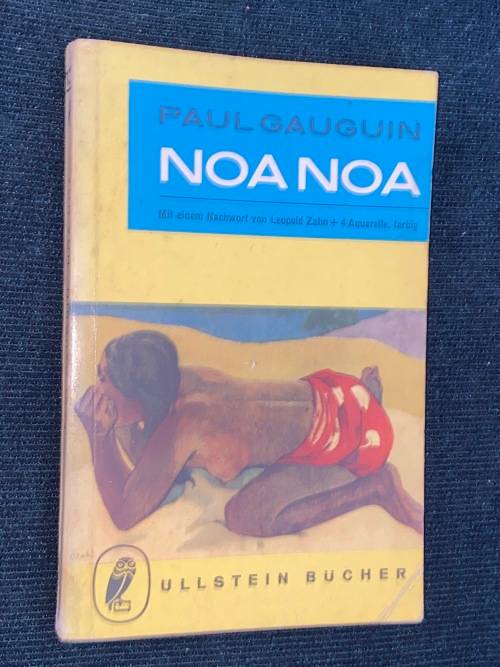 PAUL GAUGUIN
NOA NOA
Mit einem Nachwort von Leopold Zahn + 4 Aquarelle, farbig
ULLSTEIN BÜCHER